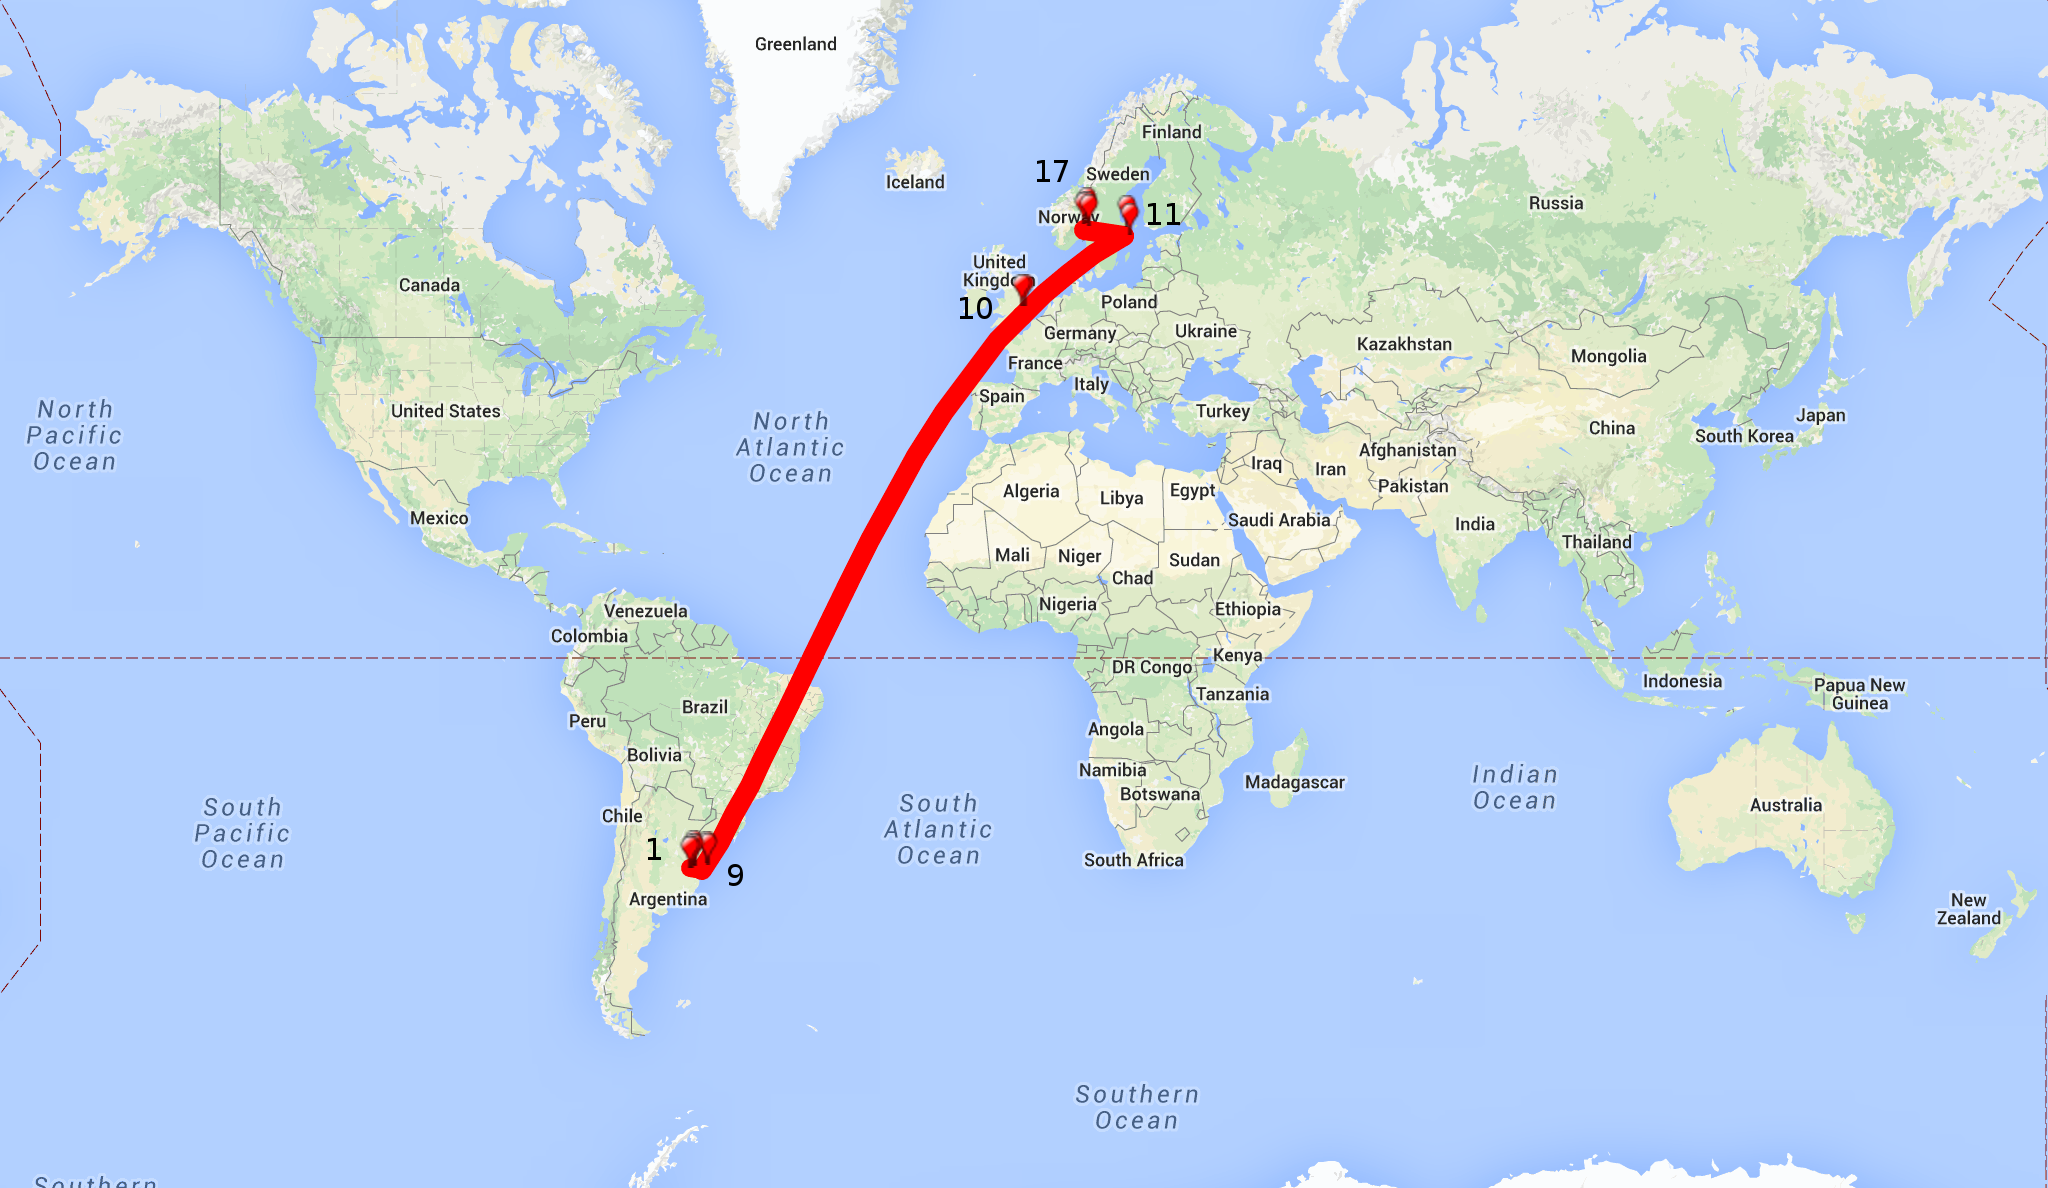 Greenland
Finland
17
Sweden
Iceland
Russia
Norway
11
United
Kingdom
Canada
10
Poland
Germany
Ukraine
Kazakhstan
Mongolia
France
Italy
Spain
North
Pacific
Ocean
United States
North
Atlantic
Ocean
Turkey
Japan
China
South Korea
Afghanistan
Iraq
Iran
Pakistan
Algeria
Libya
Egypt
Mexico
Saudi Arabia
India
Thailand
Mali
Niger
Sudan
Chad
Nigeria
Ethiopia
Venezuela
Colombia
Kenya
DR Congo
Indonesia
Papua New
Guinea
Tanzania
Brazil
Peru
Angola
Bolivia
Namibia
Madagascar
Indian
Ocean
Botswana
Australia
South
Pacific
Ocean
Chile
South
Atlantic
Ocean
1
9
South Africa
Argentina
New
Zealand
Southern
Ocean
Southern